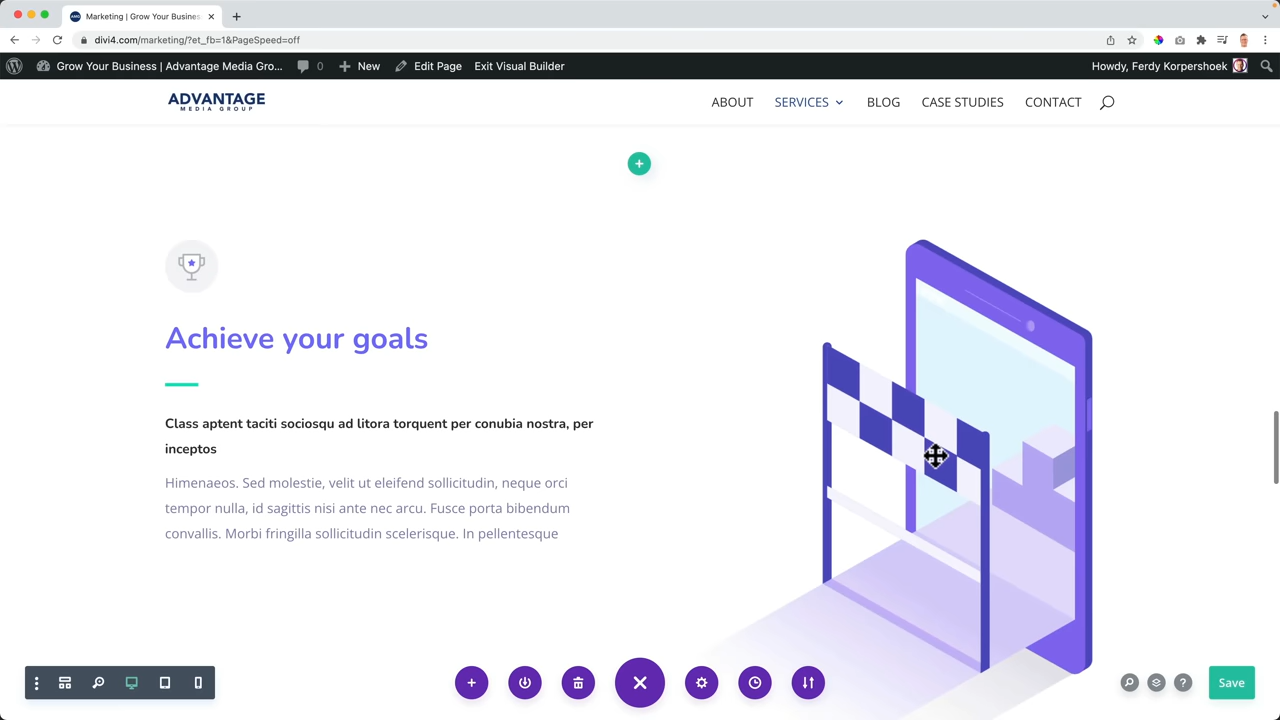 Marketing | Grow Your Busines
divi4.com/marketing/?et_fb=1&PageSpeed=off
Grow Your Business | Advantage Media Gro... 0 New Edit Page Exit Visual Builder Howdy, Ferdy Korpershoek
ADVANTAGE
MEDIA GROUP
ABOUT SERVICES BLOG CASE STUDIES CONTACT
Achieve your goals
Class aptent taciti sociosqu ad litora torquent per conubia nostra, per
inceptos
Himenaeos. Sed molestie, velit ut eleifend sollicitudin, neque orci
tempor nulla, id sagittis nisi ante nec arcu. Fusce porta bibendum
convallis. Morbi fringilla sollicitudin scelerisque. In pellentesque
Save